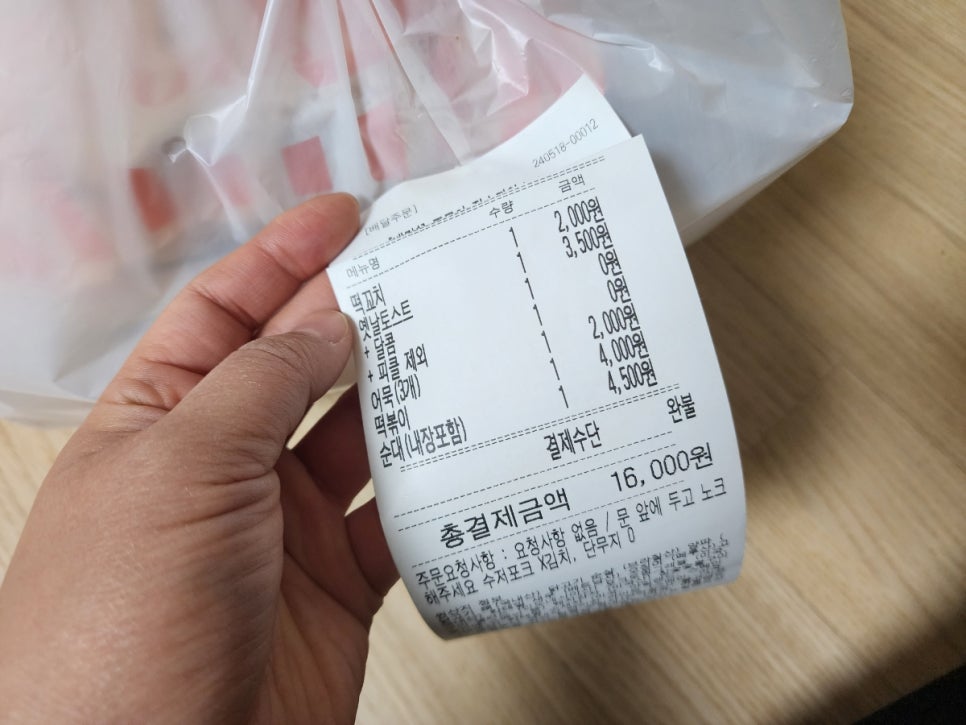 240518-00012
[배달주문]
메뉴명 수량 금액
떡꼬치 1 2,000원
옛날토스트 1 3,500원
+ 달콤 1 0원
+ 피클 제외 1 0원
어묵(3개) 1 2,000원
떡볶이 1 4,000원
순대(내장포함) 1 4,500원
결제수단 완불
총결제금액 16,000원
주문요청사항 : 요청사항 없음 / 문 앞에 두고 노크
해주세요 수저포크 X김치, 단무지 0